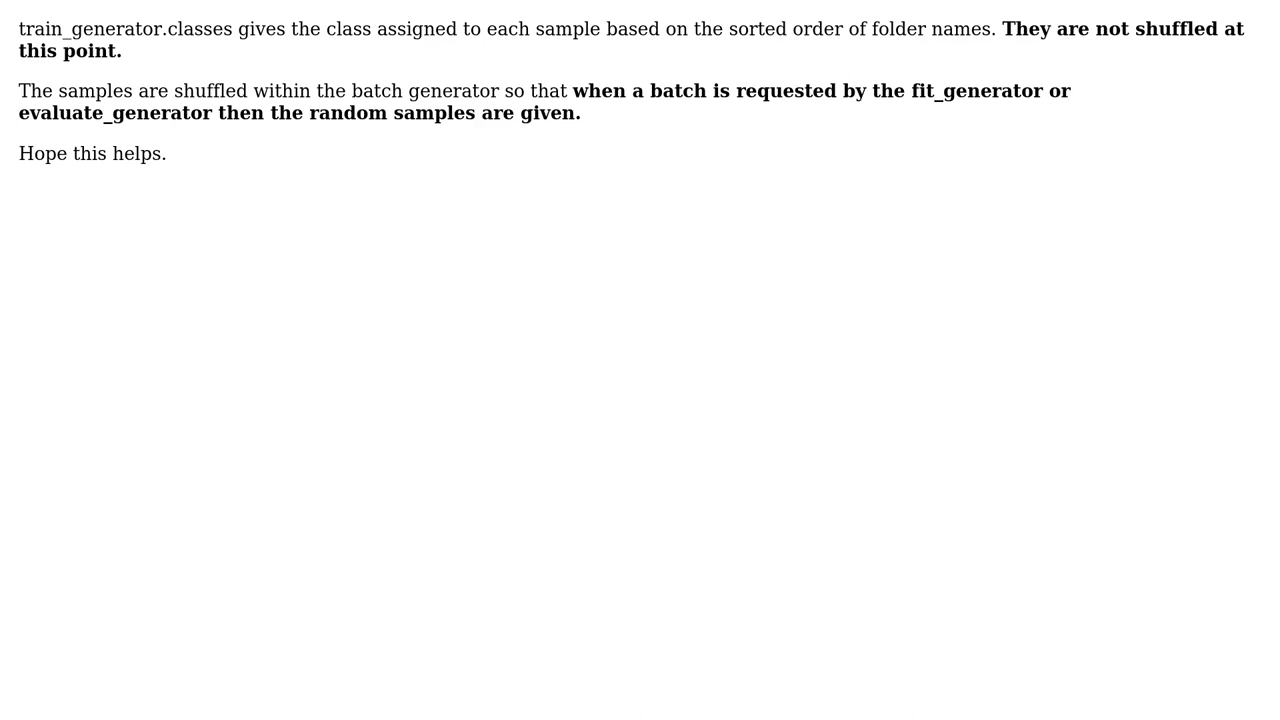 train_generator.classes gives the class assigned to each sample based on the sorted order of folder names. They are not shuffled at
this point.
The samples are shuffled within the batch generator so that when a batch is requested by the fit_generator or
evaluate_generator then the random samples are given.
Hope this helps.